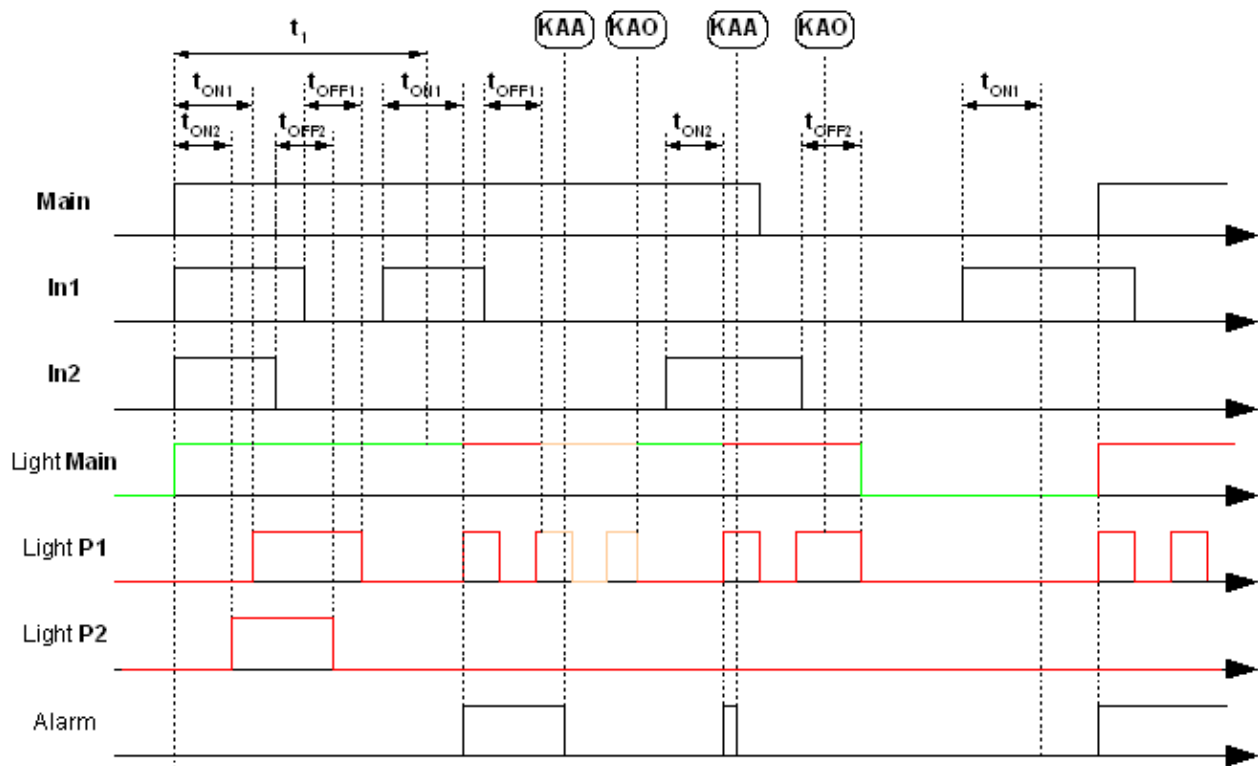 KAA KAO KAA KAO
t1
tON1 tOFF1 tON1 tOFF1 tON1
tON2 tOFF2 tON2 tOFF2
Main
In1
In2
Light Main
Light P1
Light P2
Alarm